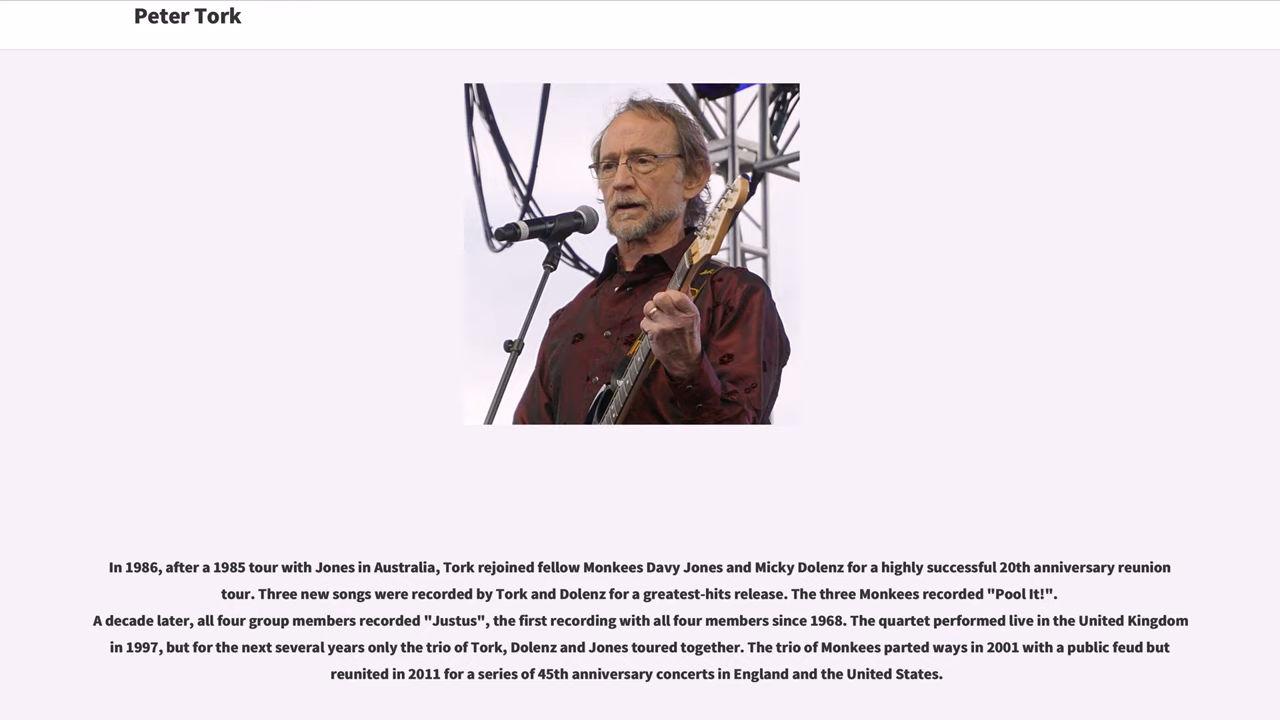 Peter Tork
In 1986, after a 1985 tour with Jones in Australia, Tork rejoined fellow Monkees Davy Jones and Micky Dolenz for a highly successful 20th anniversary reunion
tour. Three new songs were recorded by Tork and Dolenz for a greatest-hits release. The three Monkees recorded "Pool It!".
A decade later, all four group members recorded "Justus", the first recording with all four members since 1968. The quartet performed live in the United Kingdom
in 1997, but for the next several years only the trio of Tork, Dolenz and Jones toured together. The trio of Monkees parted ways in 2001 with a public feud but
reunited in 2011 for a series of 45th anniversary concerts in England and the United States.